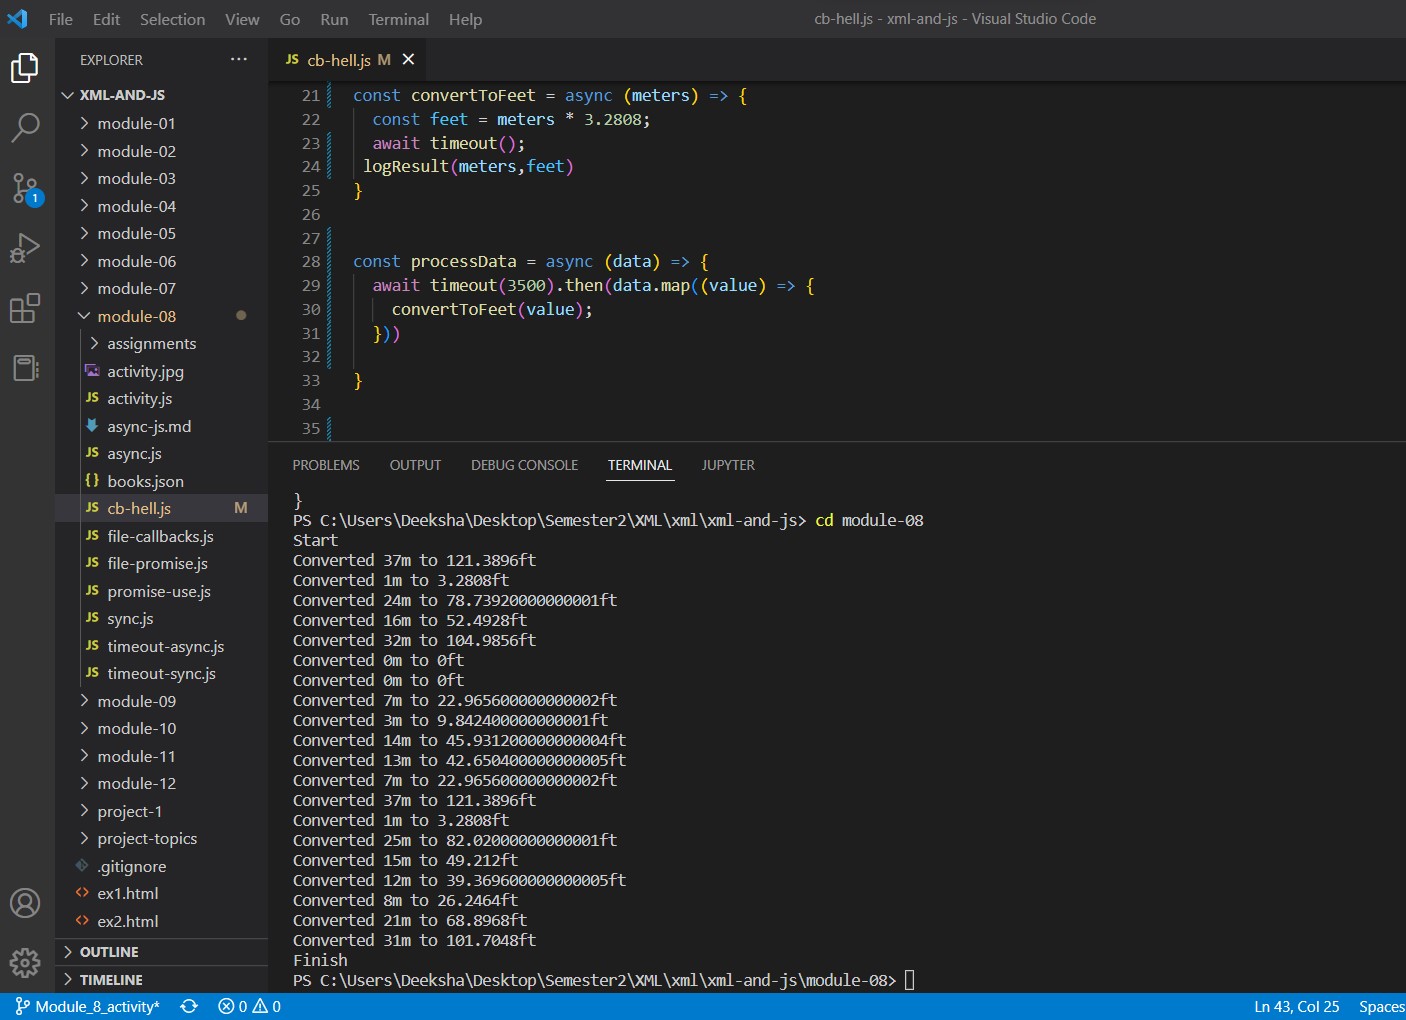 File Edit Selection View Go Run Terminal Help
cb-hell.js - xml-and-js - Visual Studio Code
EXPLORER
XML-AND-JS
module-01
module-02
module-03
module-04
module-05
module-06
module-07
module-08
assignments
activity.jpg
JS activity.js
async-js.md
JS async.js
{} books.json
JS cb-hell.js M
JS file-callbacks.js
JS file-promise.js
JS promise-use.js
JS sync.js
JS timeout-async.js
JS timeout-sync.js
module-09
module-10
module-11
module-12
project-1
project-topics
.gitignore
<> ex1.html
<> ex2.html
OUTLINE
TIMELINE
1
JS cb-hell.js M
21 const convertToFeet = async (meters) => {
22 const feet = meters * 3.2808;
23 await timeout();
24 logResult(meters,feet)
25 }
26
27
28 const processData = async (data) => {
29 await timeout(3500).then(data.map((value) => {
30 convertToFeet(value);
31 }))
32
33 }
34
35
PROBLEMS OUTPUT DEBUG CONSOLE TERMINAL JUPYTER
}
PS C:\Users\Deeksha\Desktop\Semester2\XML\xml\xml-and-js> cd module-08
Start
Converted 37m to 121.3896ft
Converted 1m to 3.2808ft
Converted 24m to 78.73920000000001ft
Converted 16m to 52.4928ft
Converted 32m to 104.9856ft
Converted 0m to 0ft
Converted 0m to 0ft
Converted 7m to 22.965600000000002ft
Converted 3m to 9.842400000000001ft
Converted 14m to 45.931200000000004ft
Converted 13m to 42.650400000000005ft
Converted 7m to 22.965600000000002ft
Converted 37m to 121.3896ft
Converted 1m to 3.2808ft
Converted 25m to 82.02000000000001ft
Converted 15m to 49.212ft
Converted 12m to 39.369600000000005ft
Converted 8m to 26.2464ft
Converted 21m to 68.8968ft
Converted 31m to 101.7048ft
Finish
PS C:\Users\Deeksha\Desktop\Semester2\XML\xml\xml-and-js\module-08>
Module_8_activity* 0 0
Ln 43, Col 25 Spaces